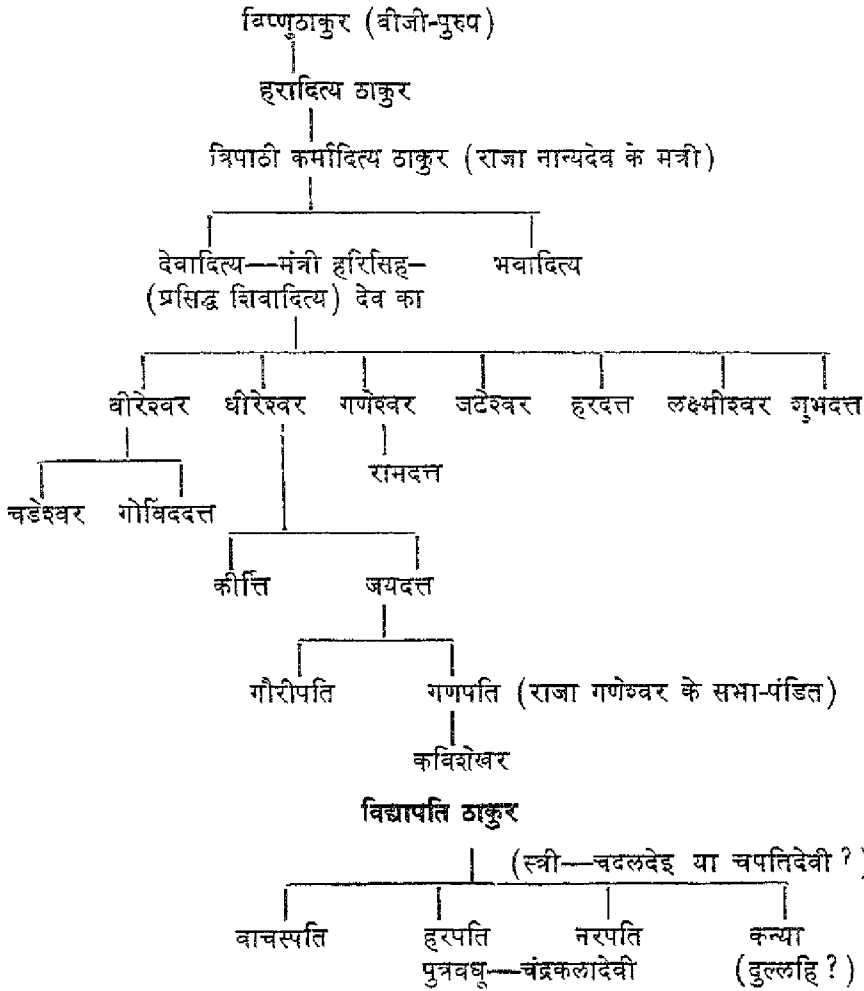 विष्णुठाकुर (बीजी-पुरुष)
हरादित्य ठाकुर
त्रिपाठी कर्मादित्य ठाकुर (राजा नान्यदेव के मत्री)
देवादित्य—मंत्री हरिसिह– भवादित्य
(प्रसिद्ध शिवादित्य) देव का
वीरेश्वर धीरेश्वर गणेश्वर जटेश्वर हरदत्त लक्ष्मीश्वर शुभदत्त
रामदत्त
चडेश्वर गोविंददत्त
कीर्त्ति जयदत्त
गौरीपति गणपति (राजा गणेश्वर के सभा-पंडित)
कविशेखर
विद्यापति ठाकुर
(स्त्री—चदलदेइ या चपतिदेवी ?)
वाचस्पति हरपति नरपति कन्या
पुत्रवधू—चंद्रकलादेवी (दुल्लहि ?)